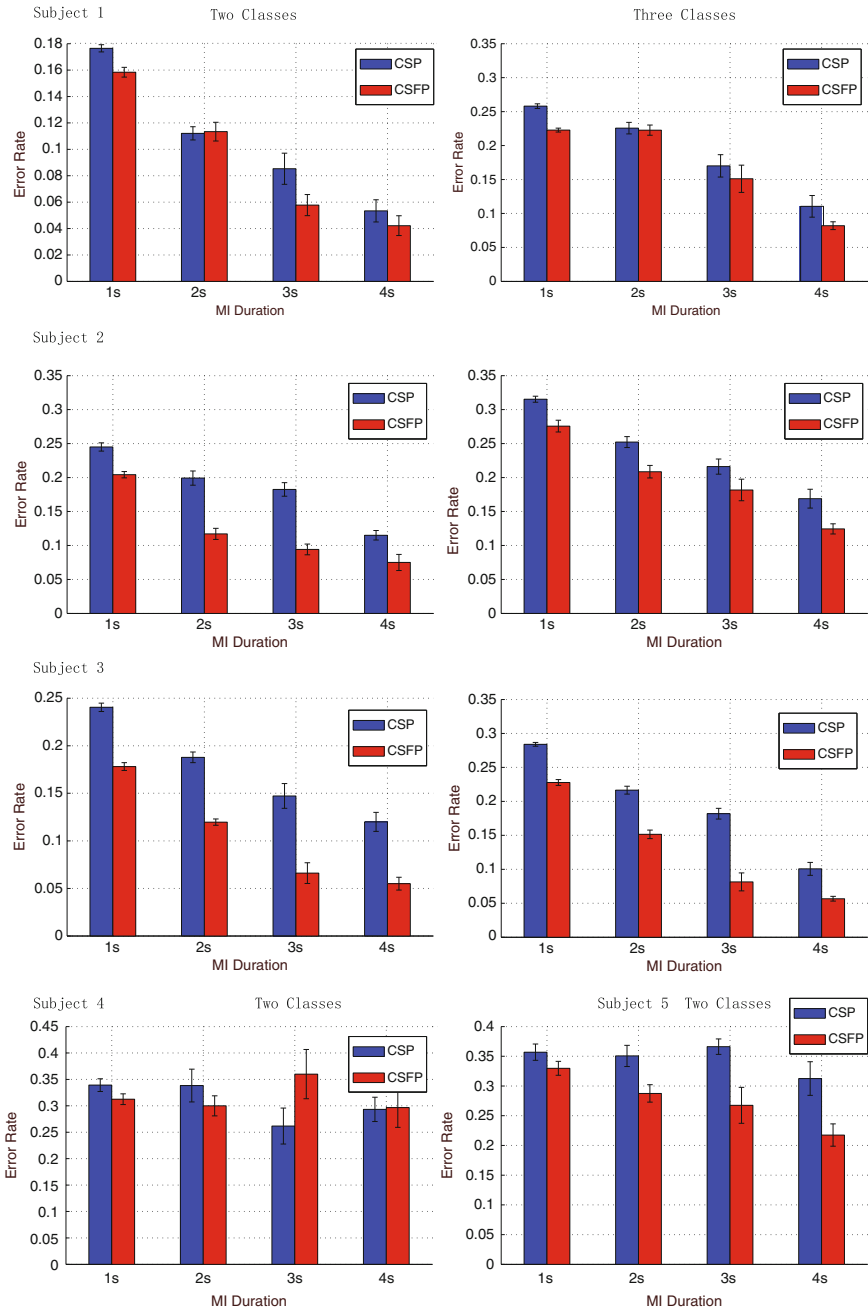 Subject 1
Two Classes
Three Classes
0.18
0.16
0.14
0.12
0.1
0.08
0.06
0.04
0.02
0
Error Rate
CSP
CSFP
1s 2s 3s 4s
MI Duration
0.35
0.3
0.25
0.2
0.15
0.1
0.05
0
Error Rate
CSP
CSFP
1s 2s 3s 4s
MI Duration
Subject 2
0.35
0.3
0.25
0.2
0.15
0.1
0.05
0
Error Rate
CSP
CSFP
1s 2s 3s 4s
MI Duration
0.35
0.3
0.25
0.2
0.15
0.1
0.05
0
Error Rate
CSP
CSFP
1s 2s 3s 4s
MI Duration
Subject 3
0.25
0.2
0.15
0.1
0.05
0
Error Rate
CSP
CSFP
1s 2s 3s 4s
MI Duration
0.35
0.3
0.25
0.2
0.15
0.1
0.05
0
Error Rate
CSP
CSFP
1s 2s 3s 4s
MI Duration
Subject 4
Two Classes
0.45
0.4
0.35
0.3
0.25
0.2
0.15
0.1
0.05
0
Error Rate
CSP
CSFP
1s 2s 3s 4s
MI Duration
Subject 5 Two Classes
0.4
0.35
0.3
0.25
0.2
0.15
0.1
0.05
0
Error Rate
CSP
CSFP
1s 2s 3s 4s
MI Duration